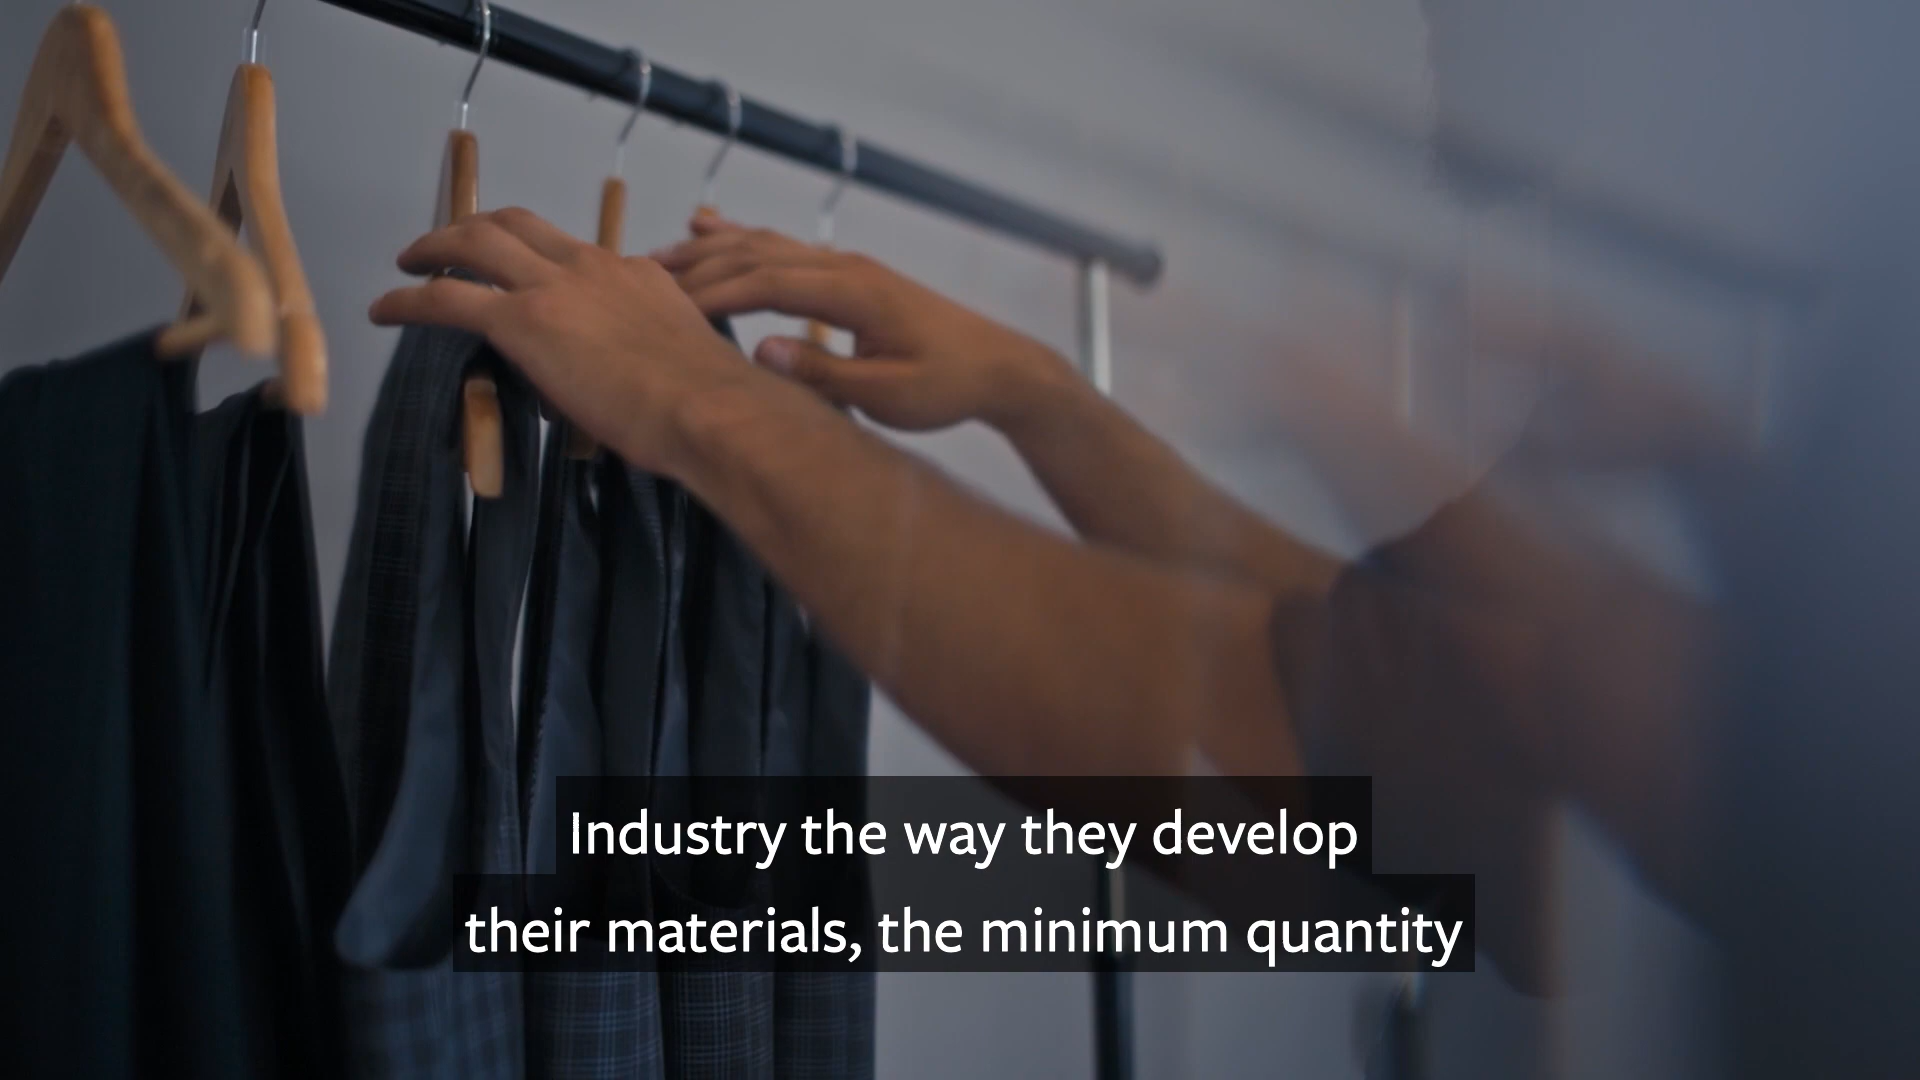 Industry the way they develop
their materials, the minimum quantity